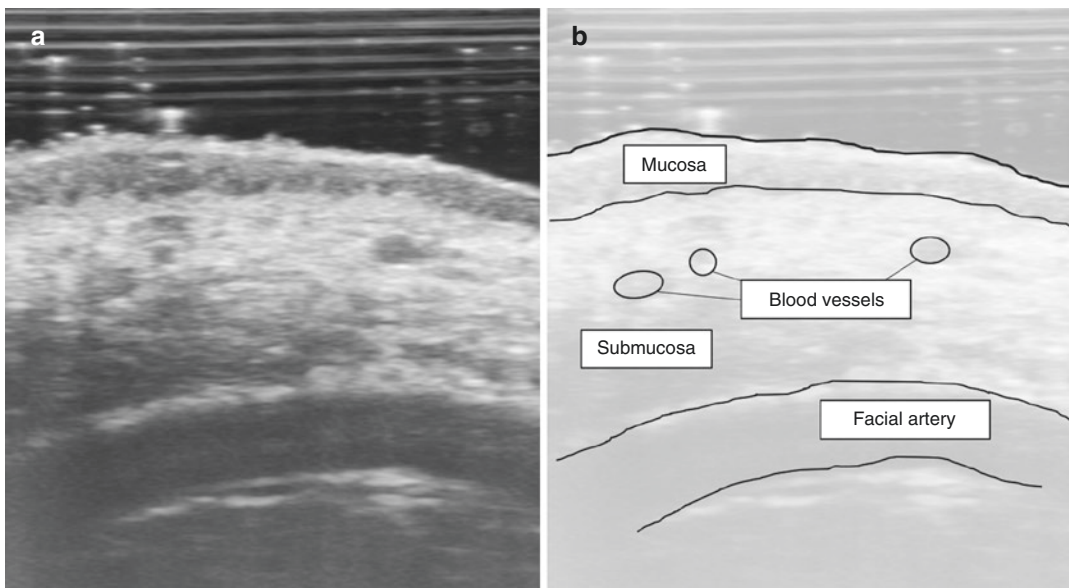 a
b
Mucosa
Blood vessels
Submucosa
Facial artery